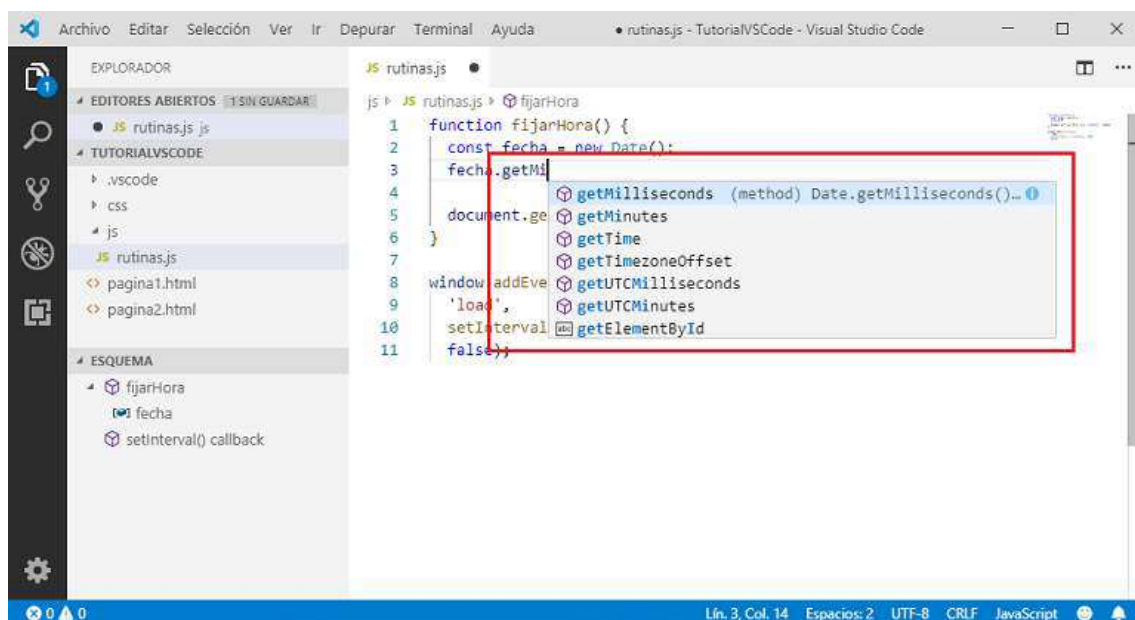 Archivo Editar Selección Ver Ir Depurar Terminal Ayuda ● rutinas.js - TutorialVSCode - Visual Studio Code
EXPLORADOR
EDITORES ABIERTOS 1 SIN GUARDAR
● JS rutinas.js js
TUTORIALVSCODE
.vscode
css
js
JS rutinas.js
<> pagina1.html
<> pagina2.html
ESQUEMA
fijarHora
fecha
setInterval() callback
1
JS rutinas.js ●
js JS rutinas.js fijarHora
1 function fijarHora() {
2 const fecha = new Date();
3 fecha.getMi
4
5 document.ge
6 }
7
8 window.addEve
9 'load',
10 setInterval
11 false);
getMilliseconds (method) Date.getMilliseconds()…
getMinutes
getTime
getTimezoneOffset
getUTCMilliseconds
getUTCMinutes
abc getElementById
0 0 Lín. 3, Col. 14 Espacios: 2 UTF-8 CRLF JavaScript